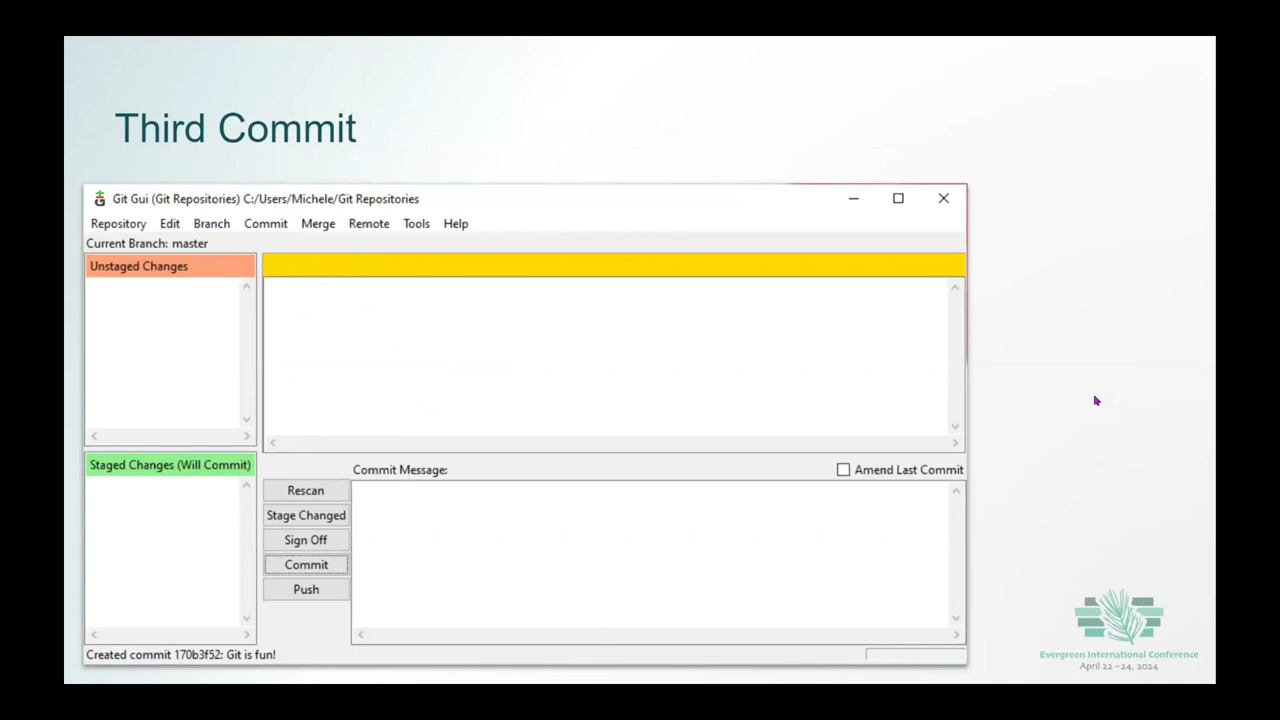 Third Commit
Git Gui (Git Repositories) C:/Users/Michele/Git Repositories
Repository Edit Branch Commit Merge Remote Tools Help
Current Branch: master
Unstaged Changes
Staged Changes (Will Commit)
Commit Message:
Amend Last Commit
Rescan
Stage Changed
Sign Off
Commit
Push
Created commit 170b3f52: Git is fun!
Evergreen International Conference
April 22 –24, 2024